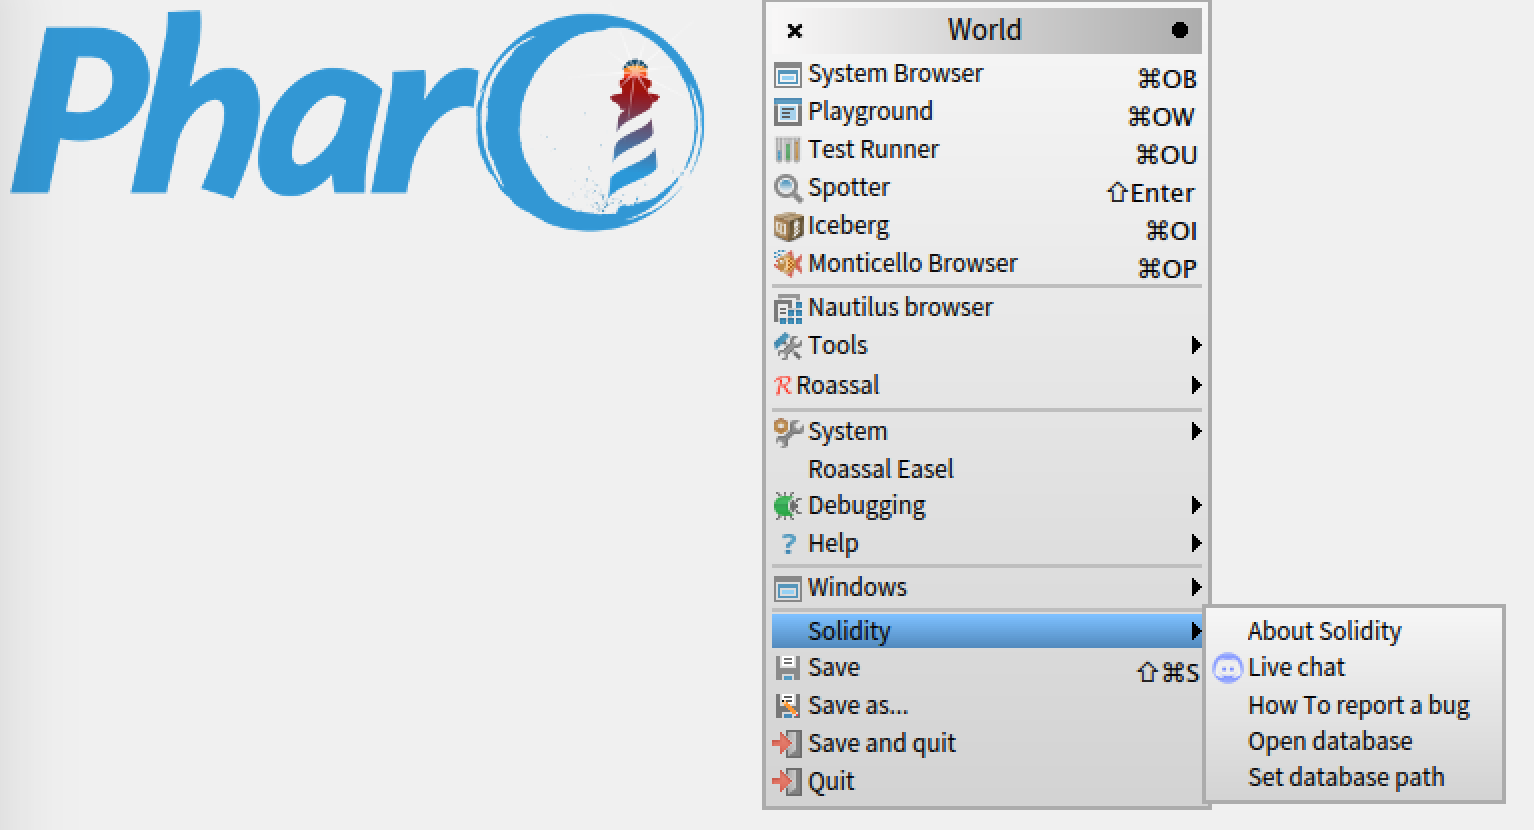 Pharo
World
System Browser ⌘OB
Playground ⌘OW
Test Runner ⌘OU
Spotter ⇧Enter
Iceberg ⌘OI
Monticello Browser ⌘OP
Nautilus browser
Tools
R Roassal
System
Roassal Easel
Debugging
? Help
Windows
Solidity
Save ⇧⌘S
Save as...
Save and quit
Quit
About Solidity
Live chat
How To report a bug
Open database
Set database path